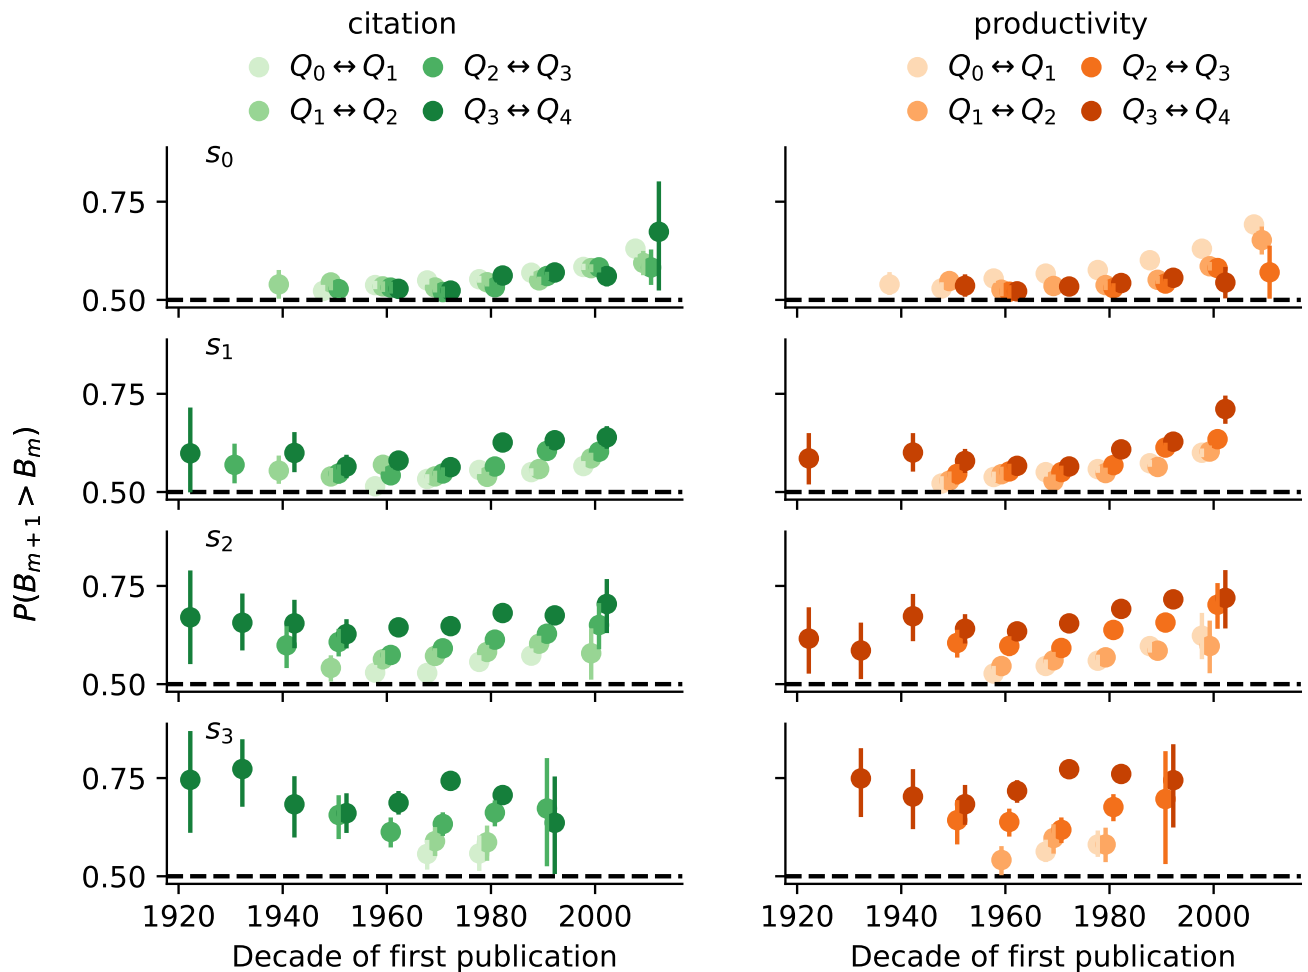 citation
Q0 ↔ Q1 Q2 ↔ Q3
Q1 ↔ Q2 Q3 ↔ Q4
productivity
Q0 ↔ Q1 Q2 ↔ Q3
Q1 ↔ Q2 Q3 ↔ Q4
P(Bm+1 > Bm)
s0
0.75
0.50
s1
0.75
0.50
s2
0.75
0.50
s3
0.75
0.50
1920 1940 1960 1980 2000
Decade of first publication
1920 1940 1960 1980 2000
Decade of first publication